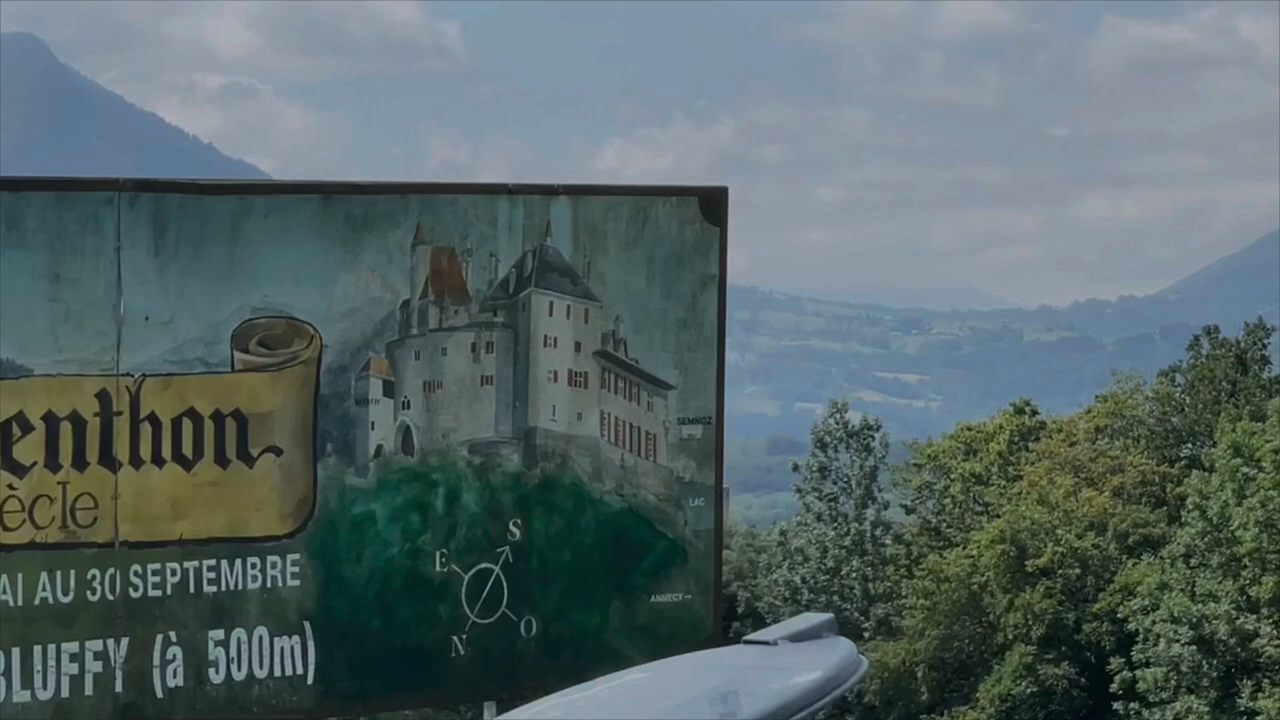 enthon
ècle
AI AU 30 SEPTEMBRE
BLUFFY (à 500m)
SEMNOZ
LAC
ANNECY →
S
E
N
O